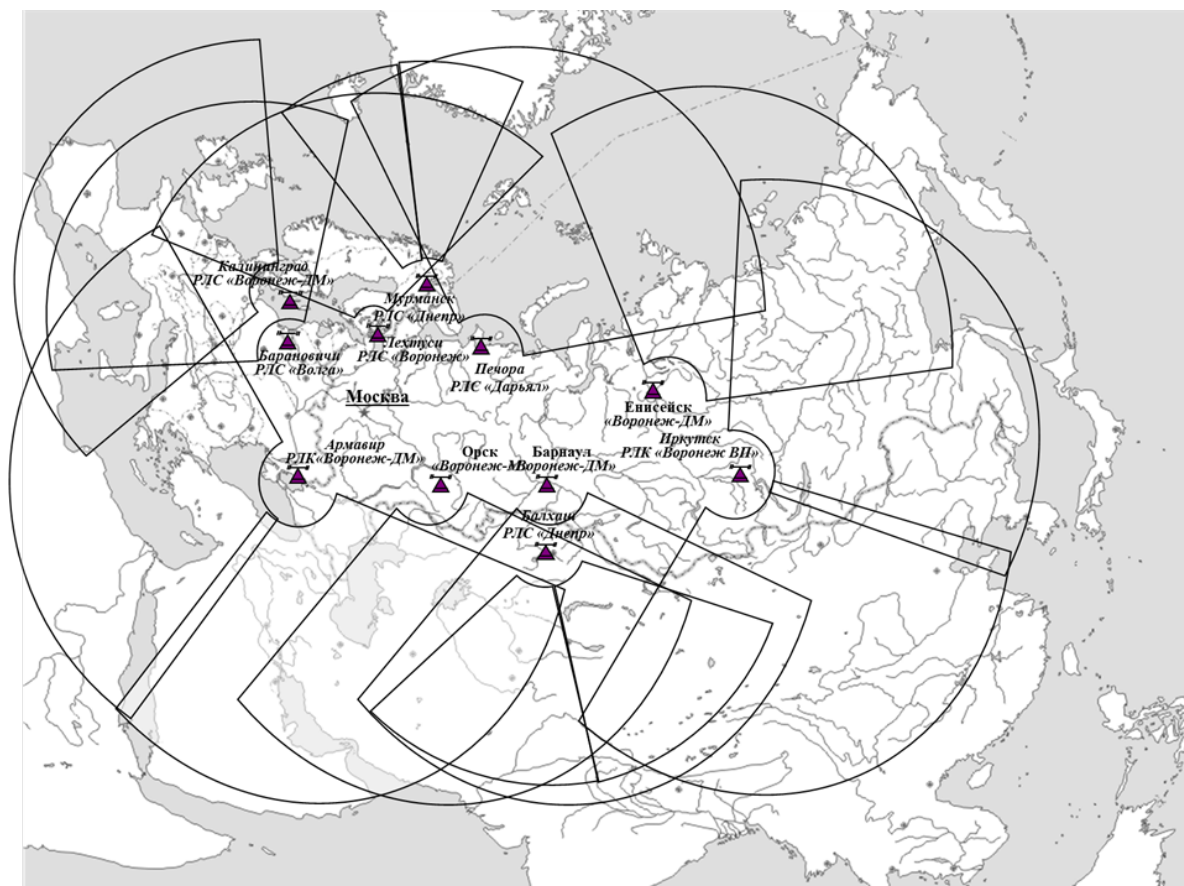 Калининград
РЛС «Воронеж-ДМ»
Мурманск
РЛС «Днепр»
Лехтуси
РЛС «Воронеж»
Барановичи
РЛС «Волга»
Печора
РЛС «Дарьял»
Москва
Енисейск
«Воронеж-ДМ»
Иркутск
РЛК «Воронеж ВП»
Армавир
РЛК«Воронеж-ДМ»
Орск
«Воронеж-М»
Барнаул
Воронеж-ДМ»
Балхаш
РЛС «Днепр»